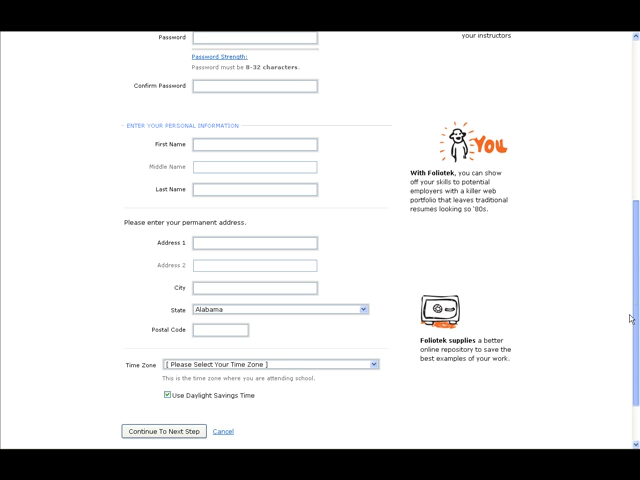 Password
your instructors
Password Strength:
Password must be 8-32 characters.
Confirm Password
ENTER YOUR PERSONAL INFORMATION
First Name
YOU
Middle Name
With Foliotek, you can show
off your skills to potential
employers with a killer web
portfolio that leaves traditional
resumes looking so '80s.
Last Name
Please enter your permanent address.
Address 1
Address 2
City
State
Alabama
Postal Code
Foliotek supplies a better
online repository to save the
best examples of your work.
Time Zone
[ Please Select Your Time Zone ]
This is the time zone where you are attending school.
Use Daylight Savings Time
Continue To Next Step
Cancel